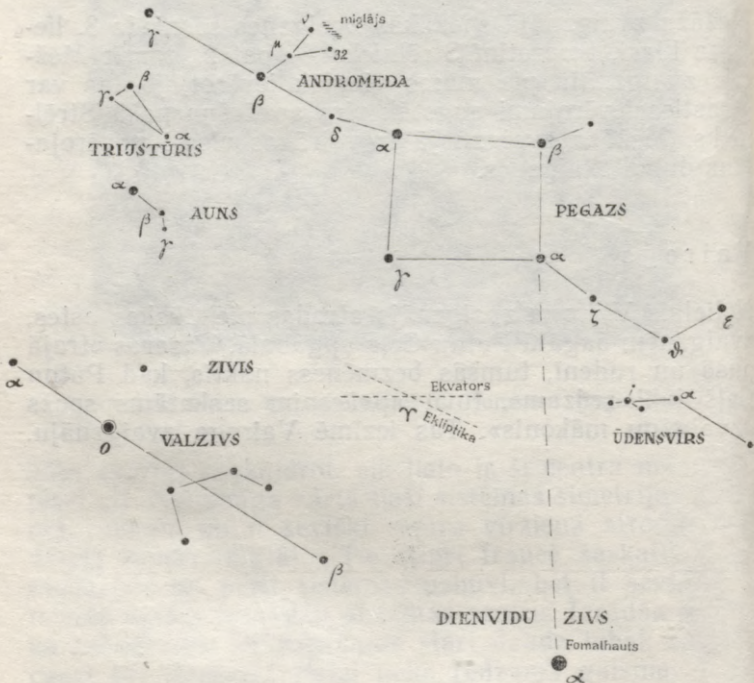 γ
ν miglājs
μ 32
β ANDROMEDA
δ
γ β
α
TRIJSTŪRIS
α β
α
β AUNS
γ
PEGAZS
γ α
ζ
ε
ϑ
α ZIVIS
Ekvators
♈ Ekliptika
i α
o VALZIVS
ŪDENSVĪRS
β
DIENVIDU ZIVS
Fomalhauts
α